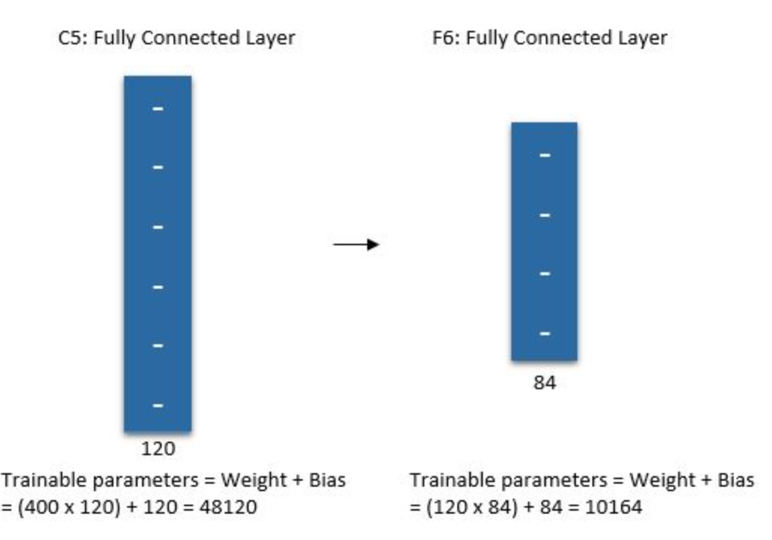 C5: Fully Connected Layer
F6: Fully Connected Layer
120
84
Trainable parameters = Weight + Bias
= (400 x 120) + 120 = 48120
Trainable parameters = Weight + Bias
= (120 x 84) + 84 = 10164